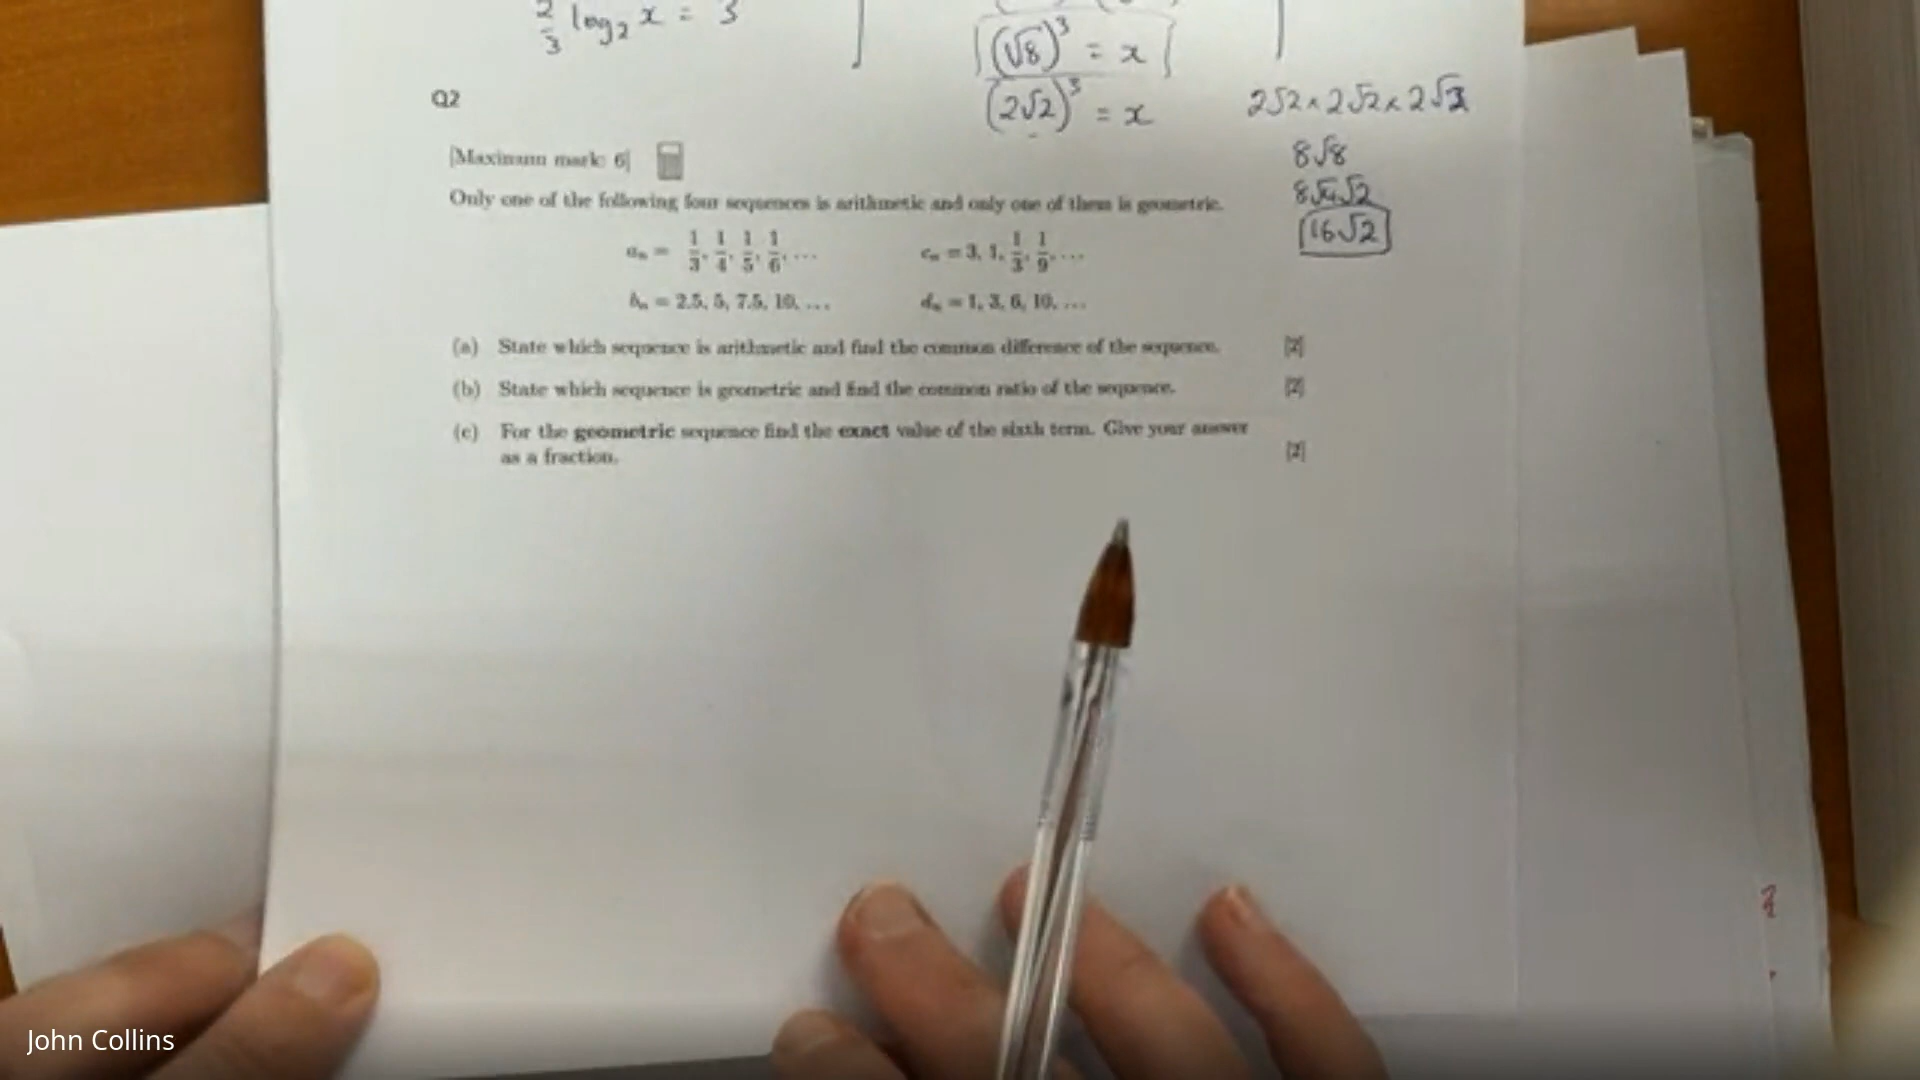 2/3 log₂ x = 3
(√8)³ = x
(2√2)³ = x
2√2 × 2√2 × 2√2
8√8
8√4√2
16√2
Q2
[Maximum mark: 6]
Only one of the following four sequences is arithmetic and only one of them is geometric.
aₙ = 1/3, 1/4, 1/5, 1/6, ...
cₙ = 3, 1, 1/3, 1/9, ...
bₙ = 2.5, 5, 7.5, 10, ...
dₙ = 1, 3, 6, 10, ...
(a) State which sequence is arithmetic and find the common difference of the sequence. [2]
(b) State which sequence is geometric and find the common ratio of the sequence. [2]
(c) For the geometric sequence find the exact value of the sixth term. Give your answer
as a fraction. [2]
John Collins